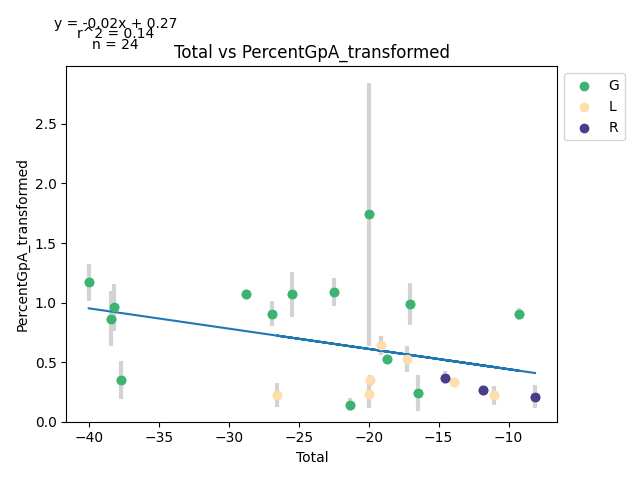 y = -0.02x + 0.27
r^2 = 0.14
n = 24
Total vs PercentGpA_transformed
G
L
R
PercentGpA_transformed
2.5
2.0
1.5
1.0
0.5
0.0
−40 −35 −30 −25 −20 −15 −10
Total